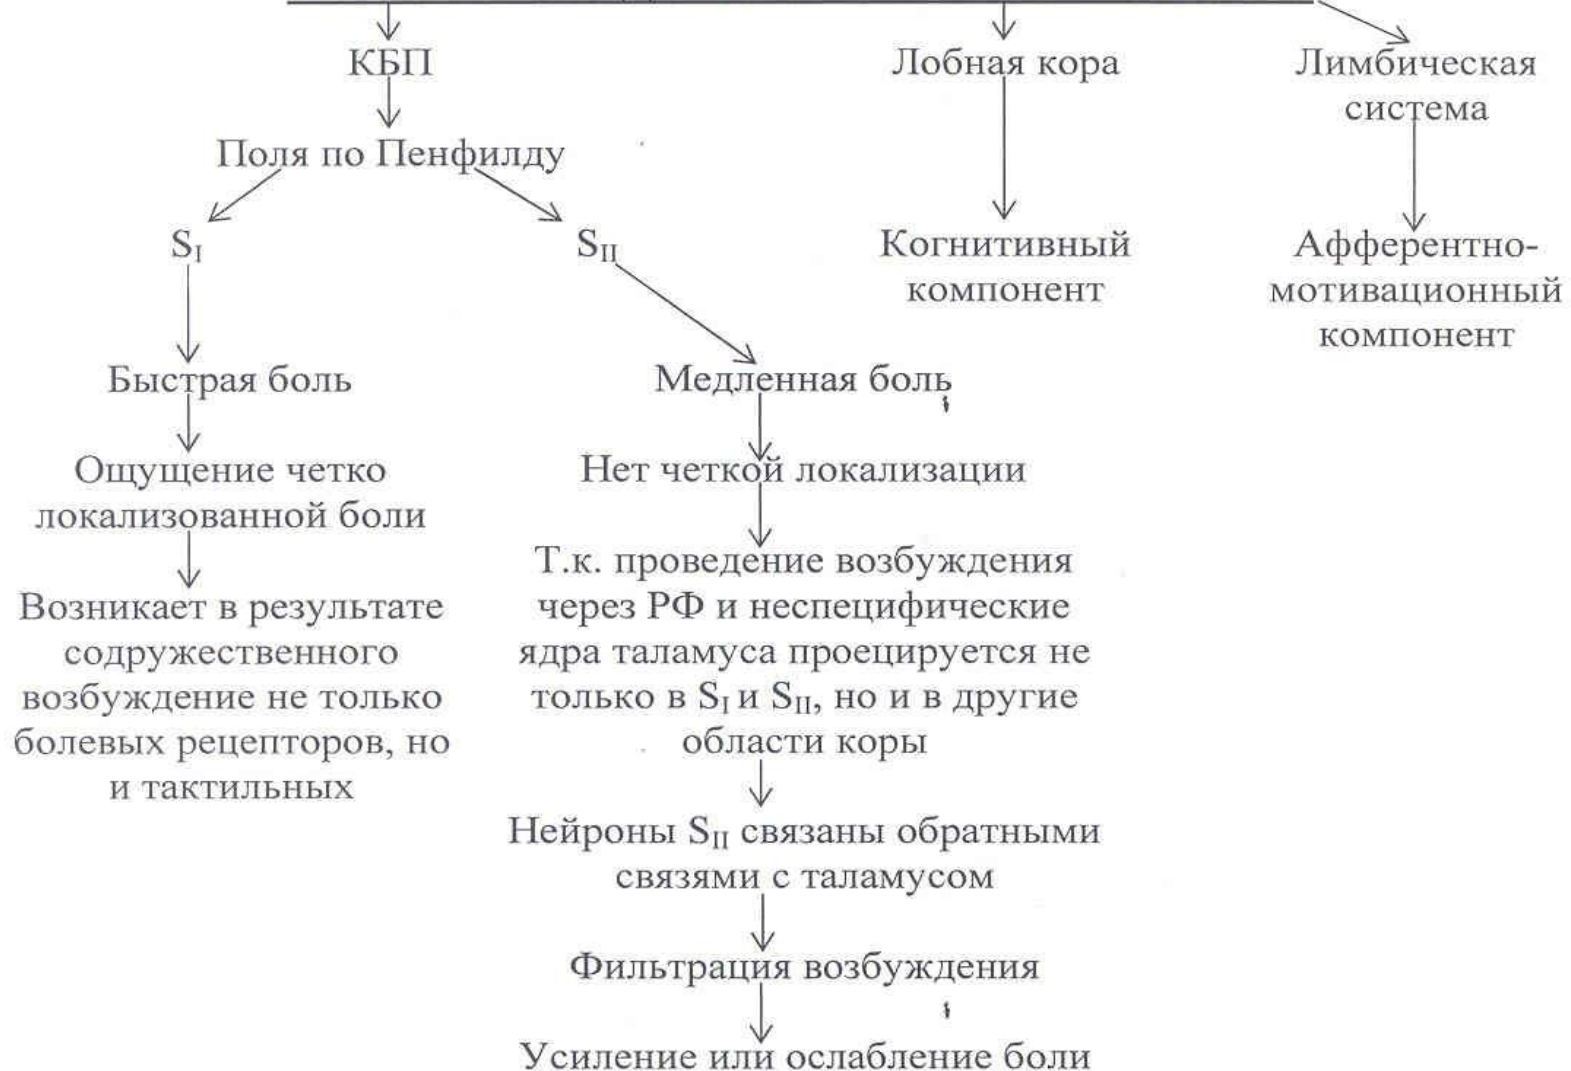 КБП
Лобная кора
Лимбическая
система
Поля по Пенфилду
SI
SII
Когнитивный
компонент
Афферентно-
мотивационный
компонент
Быстрая боль
Медленная боль
Ощущение четко
локализованной боли
Нет четкой локализации
Возникает в результате
содружественного
возбуждение не только
болевых рецепторов, но
и тактильных
Т.к. проведение возбуждения
через РФ и неспецифические
ядра таламуса проецируется не
только в SI и SII, но и в другие
области коры
Нейроны SII связаны обратными
связями с таламусом
Фильтрация возбуждения
Усиление или ослабление боли